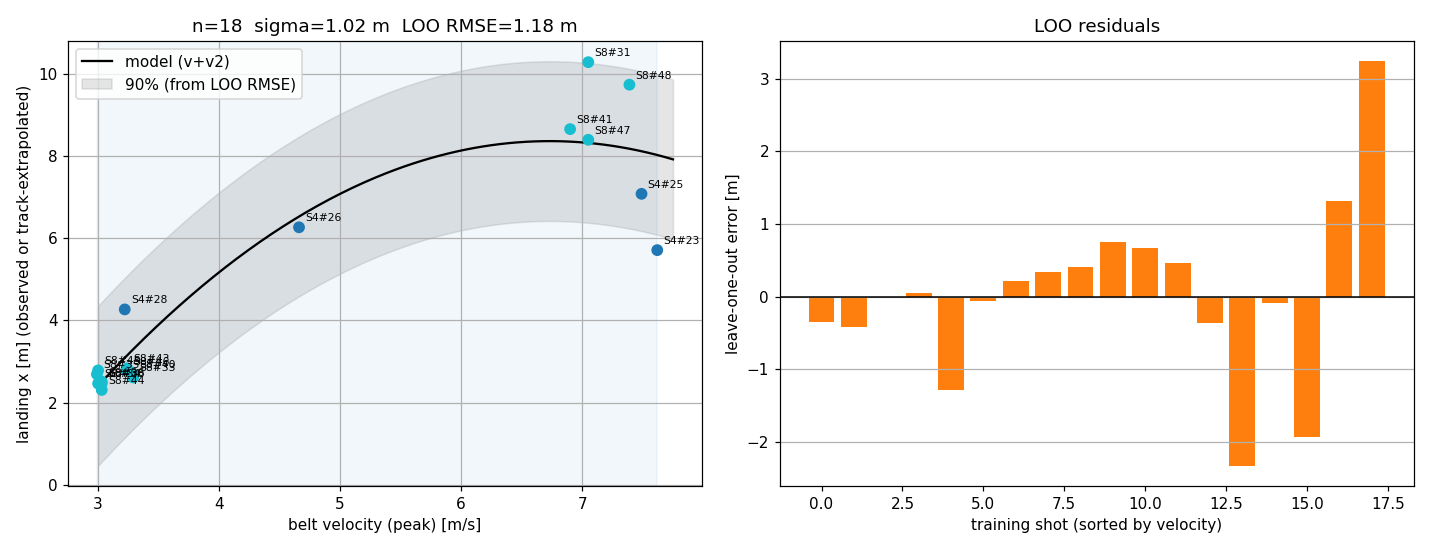 n=18 sigma=1.02 m LOO RMSE=1.18 m
model (v+v2)
90% (from LOO RMSE)
S8#31
S8#48
S8#41
S8#47
S4#25
S4#26
S4#23
S4#28
S8#44
landing x [m] (observed or track-extrapolated)
0
2
4
6
8
10
3
4
5
6
7
belt velocity (peak) [m/s]
LOO residuals
leave-one-out error [m]
3
2
1
0
−1
−2
0.0
2.5
5.0
7.5
10.0
12.5
15.0
17.5
training shot (sorted by velocity)